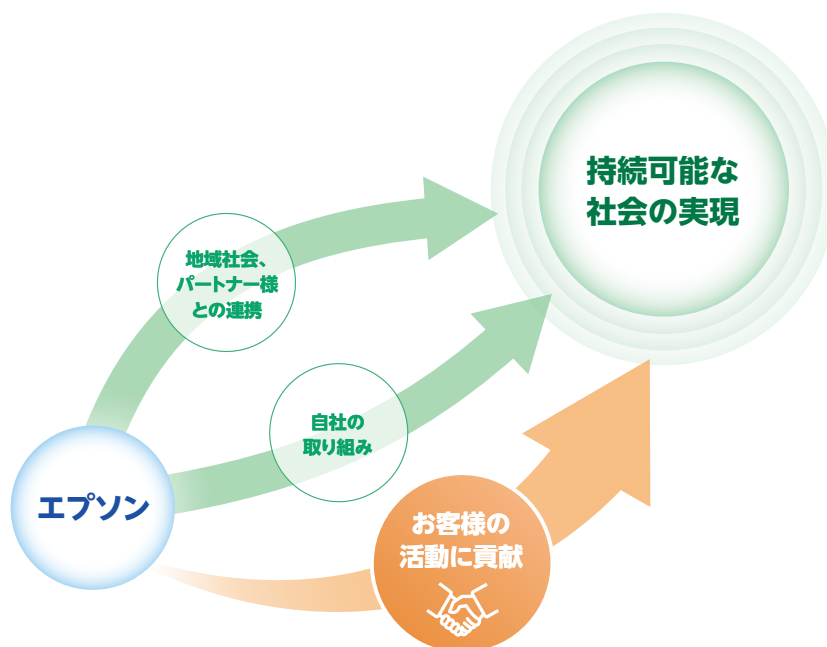 持続可能な
社会の実現
地域社会、
パートナー様
との連携
自社の
取り組み
エプソン
お客様の
活動に貢献